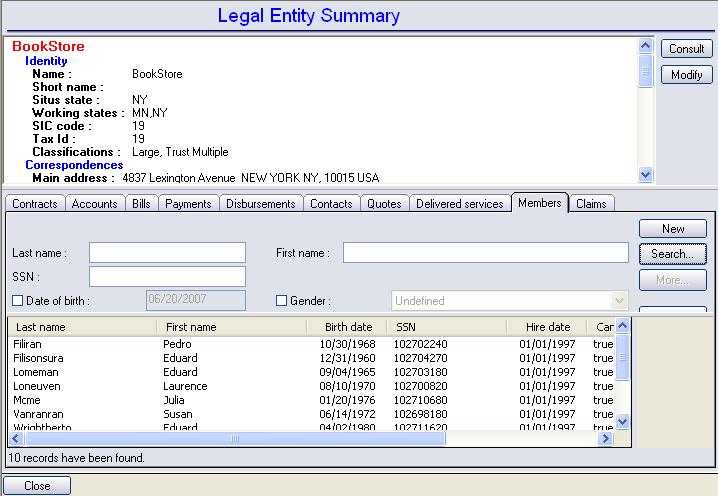 Legal Entity Summary
BookStore
Identity
Name : BookStore
Short name :
Situs state : NY
Working states : MN,NY
SIC code : 19
Tax Id : 19
Classifications : Large, Trust Multiple
Correspondences
Main address : 4837 Lexington Avenue NEW YORK NY, 10015 USA
Consult
Modify
Contracts Accounts Bills Payments Disbursements Contacts Quotes Delivered services Members Claims
New
Last name : First name : Search...
SSN : More...
Date of birth : 06/20/2007 Gender : Undefined
Last name First name Birth date SSN Hire date Car
Filiran Pedro 10/30/1968 102702240 01/01/1997 true
Filisonsura Eduard 12/31/1960 102704270 01/01/1997 true
Lomeman Eduard 09/04/1965 102703180 01/01/1997 true
Loneuven Laurence 08/10/1970 102700820 01/01/1997 true
Mcme Julia 01/20/1976 102710680 01/01/1997 true
Vanranran Susan 06/14/1972 102698180 01/01/1997 true
Wrightberto Eduard 04/02/1980 102711620 01/01/1997 true
10 records have been found.
Close